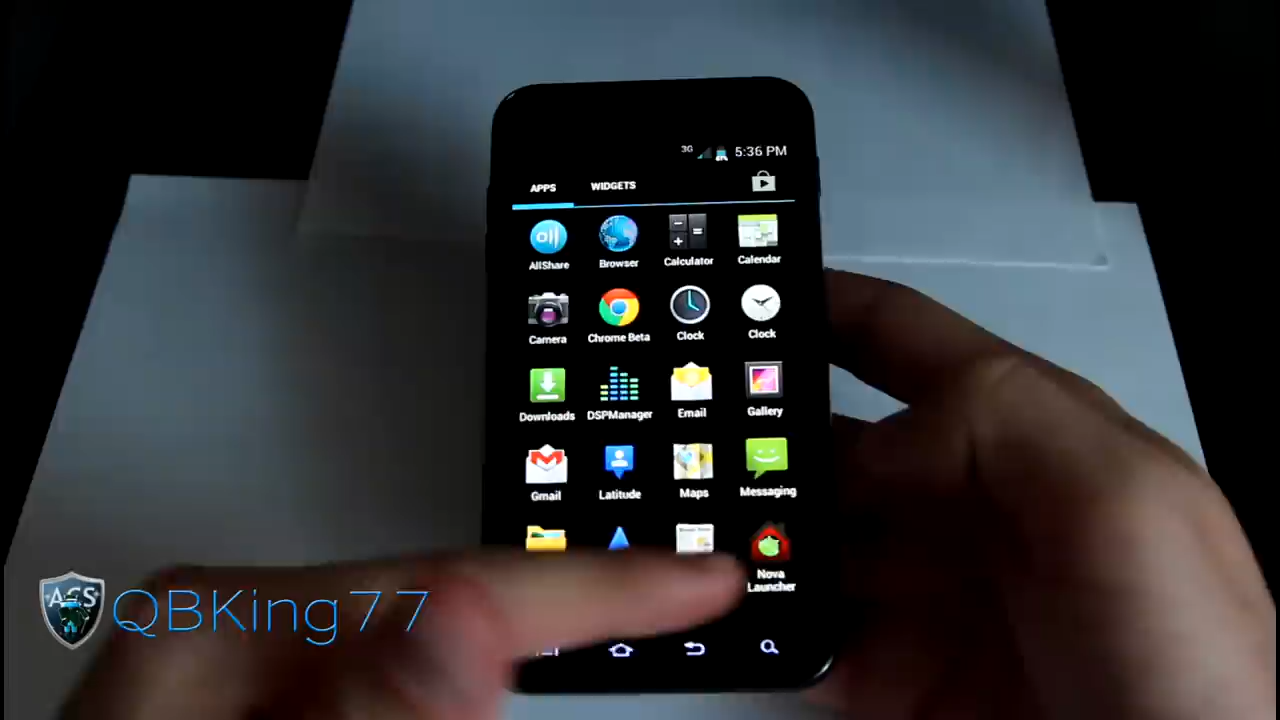 3G 5:36 PM
APPS WIDGETS
AllShare Browser Calculator Calendar
Camera Chrome Beta Clock Clock
Downloads DSPManager Email Gallery
Gmail Latitude Maps Messaging
Nova
Launcher
ACS QBKing77